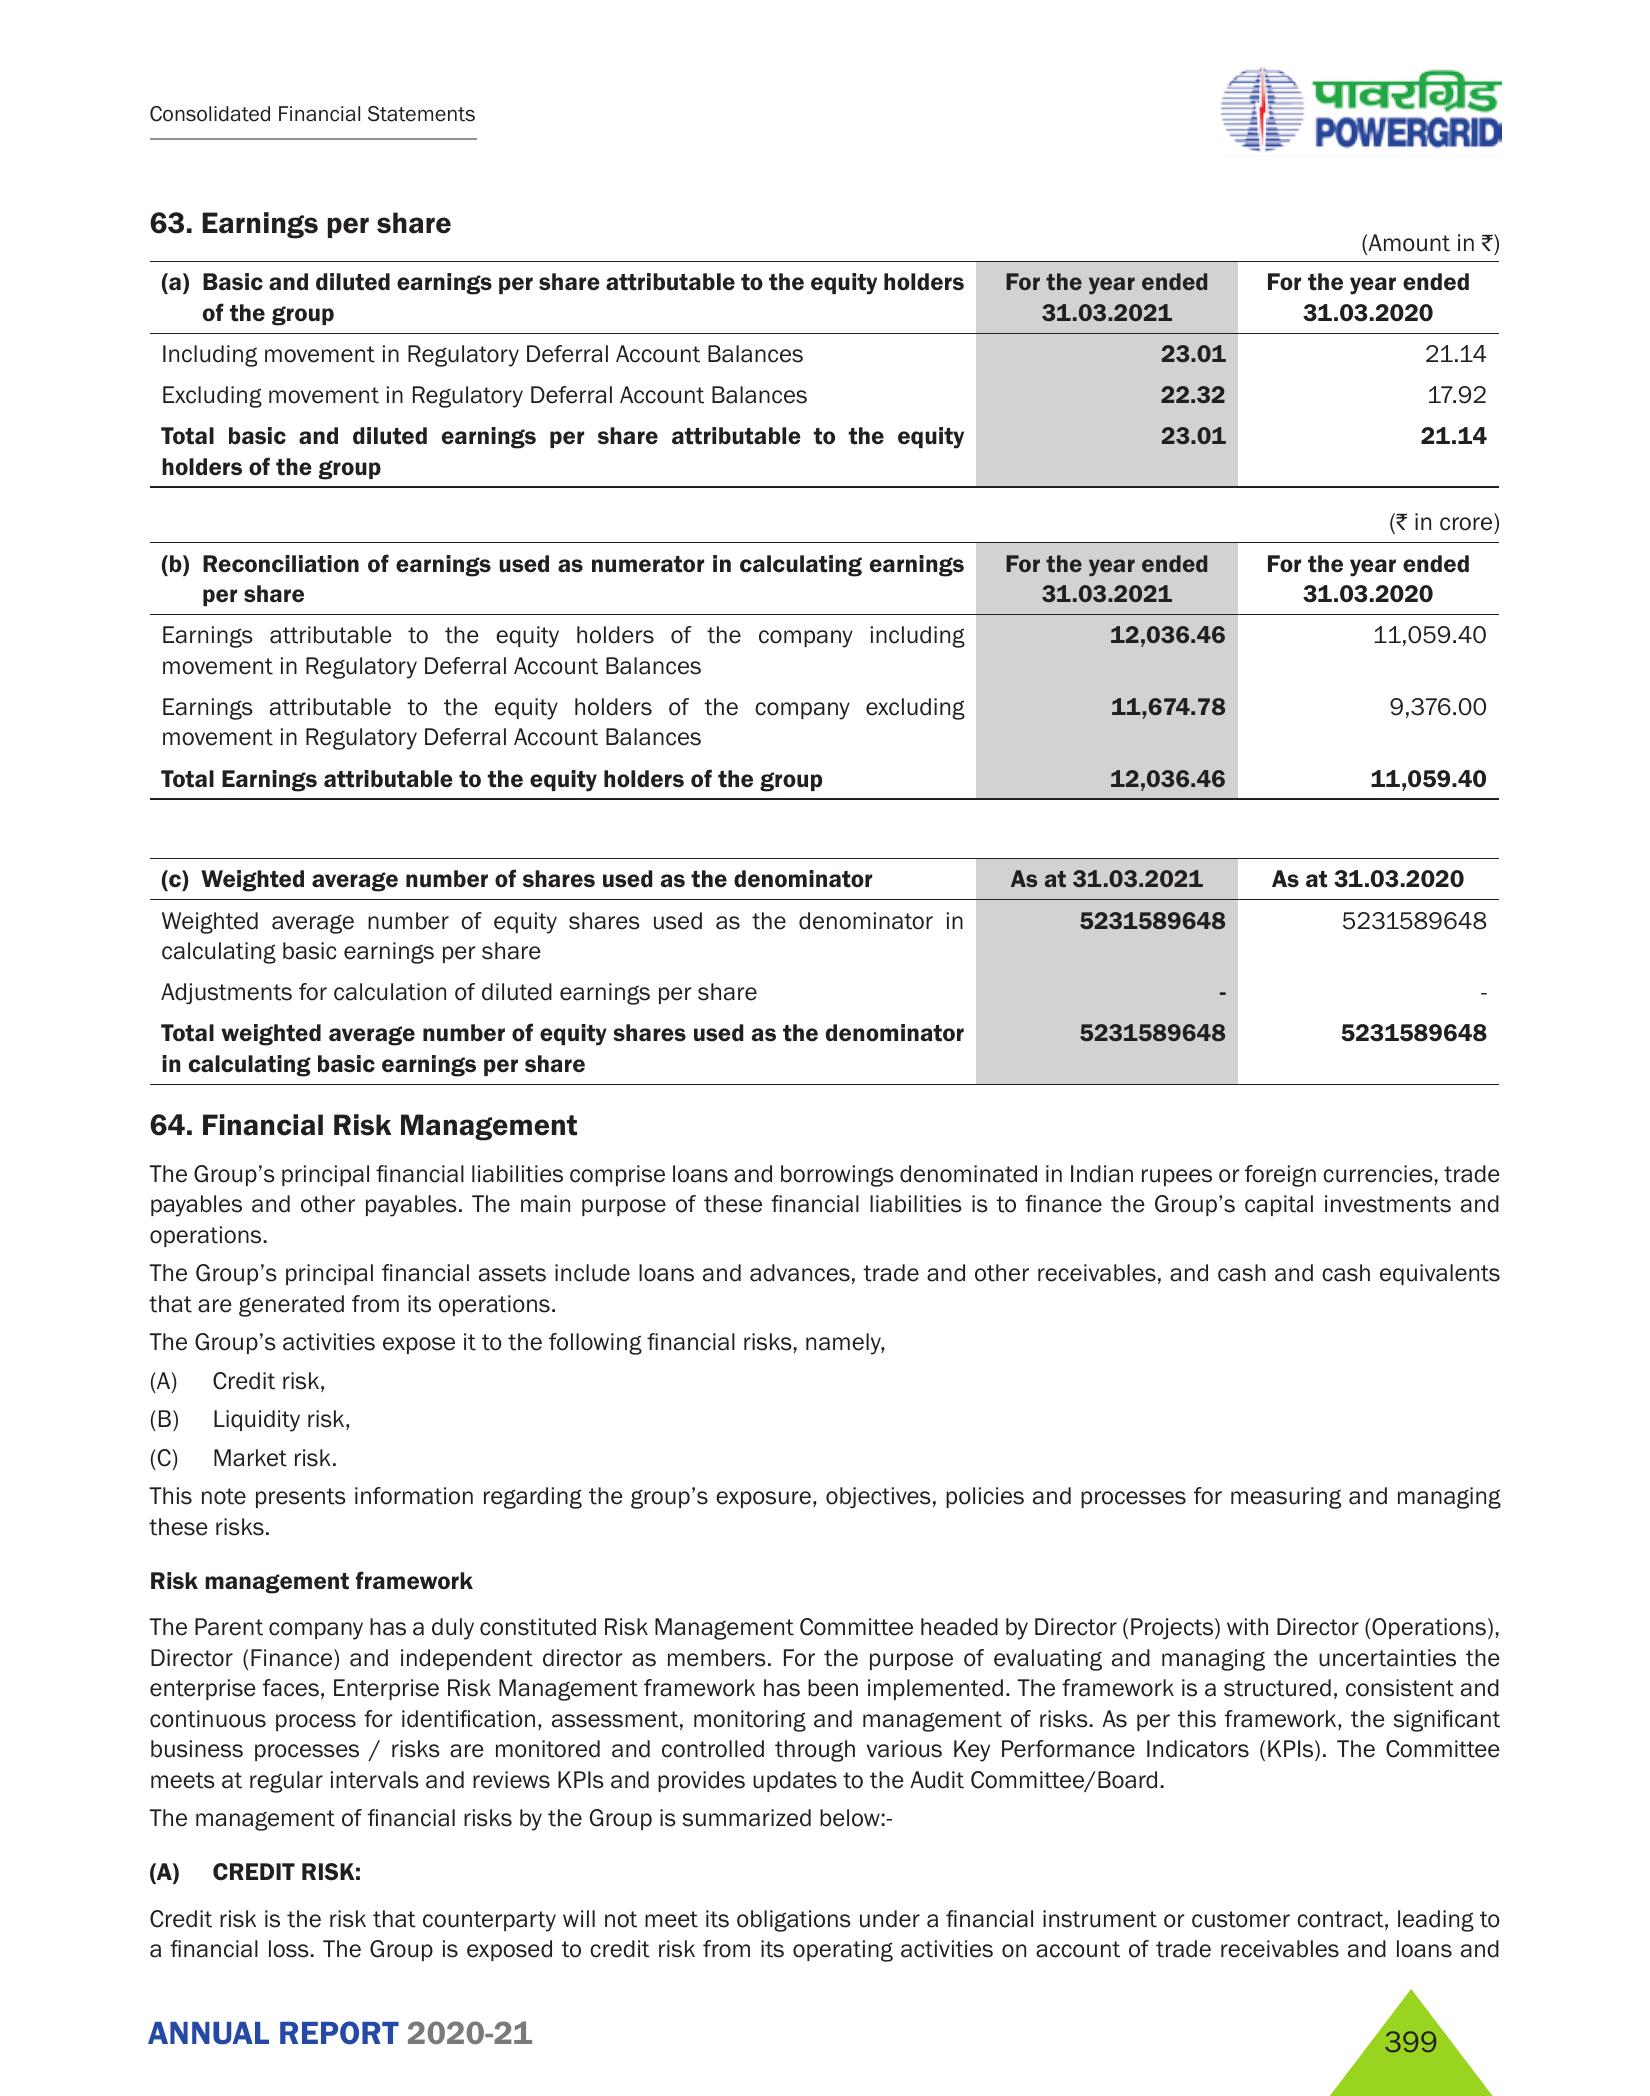 Consolidated Financial Statements
पावरग्रिड
POWERGRID
63. Earnings per share
(Amount in ₹)
(a) Basic and diluted earnings per share attributable to the equity holders of the group For the year ended 31.03.2021 For the year ended 31.03.2020
Including movement in Regulatory Deferral Account Balances 23.01 21.14
Excluding movement in Regulatory Deferral Account Balances 22.32 17.92
Total basic and diluted earnings per share attributable to the equity holders of the group 23.01 21.14
(₹ in crore)
(b) Reconciliation of earnings used as numerator in calculating earnings per share For the year ended 31.03.2021 For the year ended 31.03.2020
Earnings attributable to the equity holders of the company including movement in Regulatory Deferral Account Balances 12,036.46 11,059.40
Earnings attributable to the equity holders of the company excluding movement in Regulatory Deferral Account Balances 11,674.78 9,376.00
Total Earnings attributable to the equity holders of the group 12,036.46 11,059.40
(c) Weighted average number of shares used as the denominator As at 31.03.2021 As at 31.03.2020
Weighted average number of equity shares used as the denominator in calculating basic earnings per share 5231589648 5231589648
Adjustments for calculation of diluted earnings per share - -
Total weighted average number of equity shares used as the denominator in calculating basic earnings per share 5231589648 5231589648
64. Financial Risk Management
The Group's principal financial liabilities comprise loans and borrowings denominated in Indian rupees or foreign currencies, trade
payables and other payables. The main purpose of these financial liabilities is to finance the Group's capital investments and
operations.
The Group's principal financial assets include loans and advances, trade and other receivables, and cash and cash equivalents
that are generated from its operations.
The Group's activities expose it to the following financial risks, namely,
(A) Credit risk,
(B) Liquidity risk,
(C) Market risk.
This note presents information regarding the group's exposure, objectives, policies and processes for measuring and managing
these risks.
Risk management framework
The Parent company has a duly constituted Risk Management Committee headed by Director (Projects) with Director (Operations),
Director (Finance) and independent director as members. For the purpose of evaluating and managing the uncertainties the
enterprise faces, Enterprise Risk Management framework has been implemented. The framework is a structured, consistent and
continuous process for identification, assessment, monitoring and management of risks. As per this framework, the significant
business processes / risks are monitored and controlled through various Key Performance Indicators (KPIs). The Committee
meets at regular intervals and reviews KPIs and provides updates to the Audit Committee/Board.
The management of financial risks by the Group is summarized below:-
(A) CREDIT RISK:
Credit risk is the risk that counterparty will not meet its obligations under a financial instrument or customer contract, leading to
a financial loss. The Group is exposed to credit risk from its operating activities on account of trade receivables and loans and
ANNUAL REPORT 2020-21
399